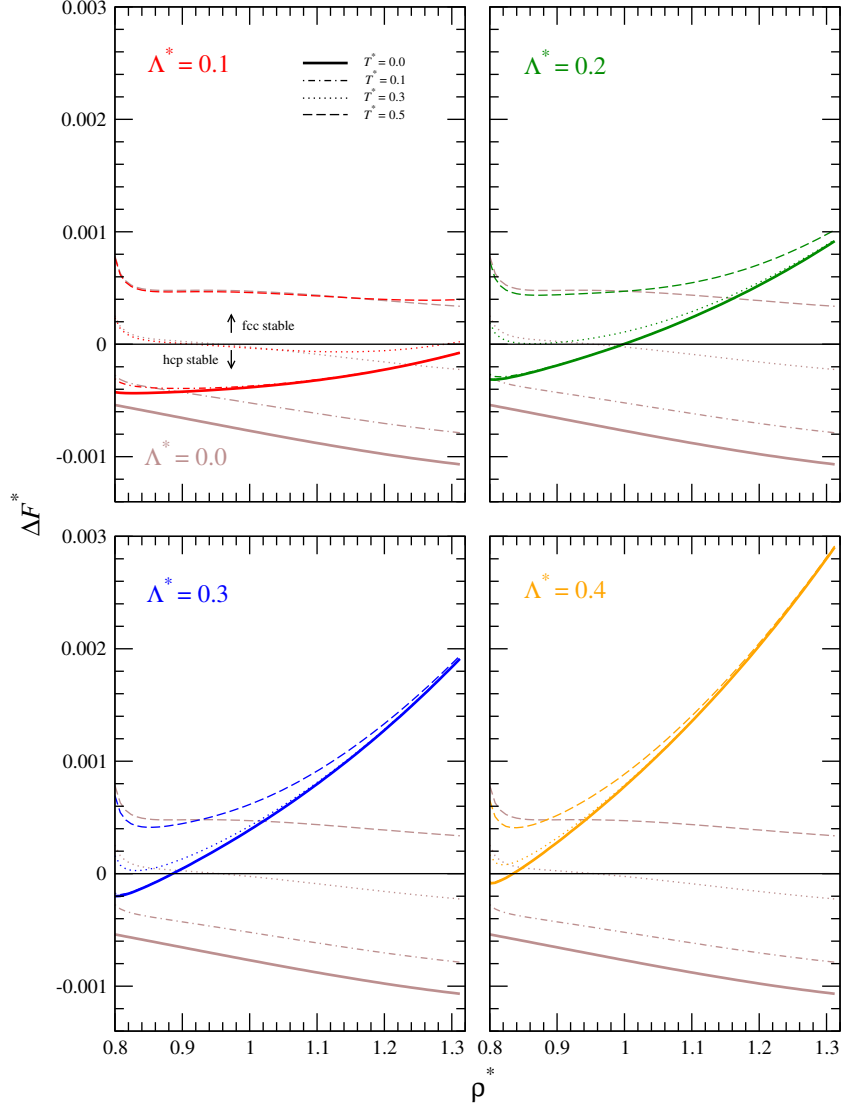 0.003
Λ* = 0.1
T* = 0.0
T* = 0.1
T* = 0.3
T* = 0.5
Λ* = 0.2
0.002
0.001
fcc stable
0
hcp stable
Λ* = 0.0
-0.001
ΔF*
0.003
Λ* = 0.3
Λ* = 0.4
0.002
0.001
0
-0.001
0.8 0.9 1 1.1 1.2 1.3
0.8 0.9 1 1.1 1.2 1.3
ρ*